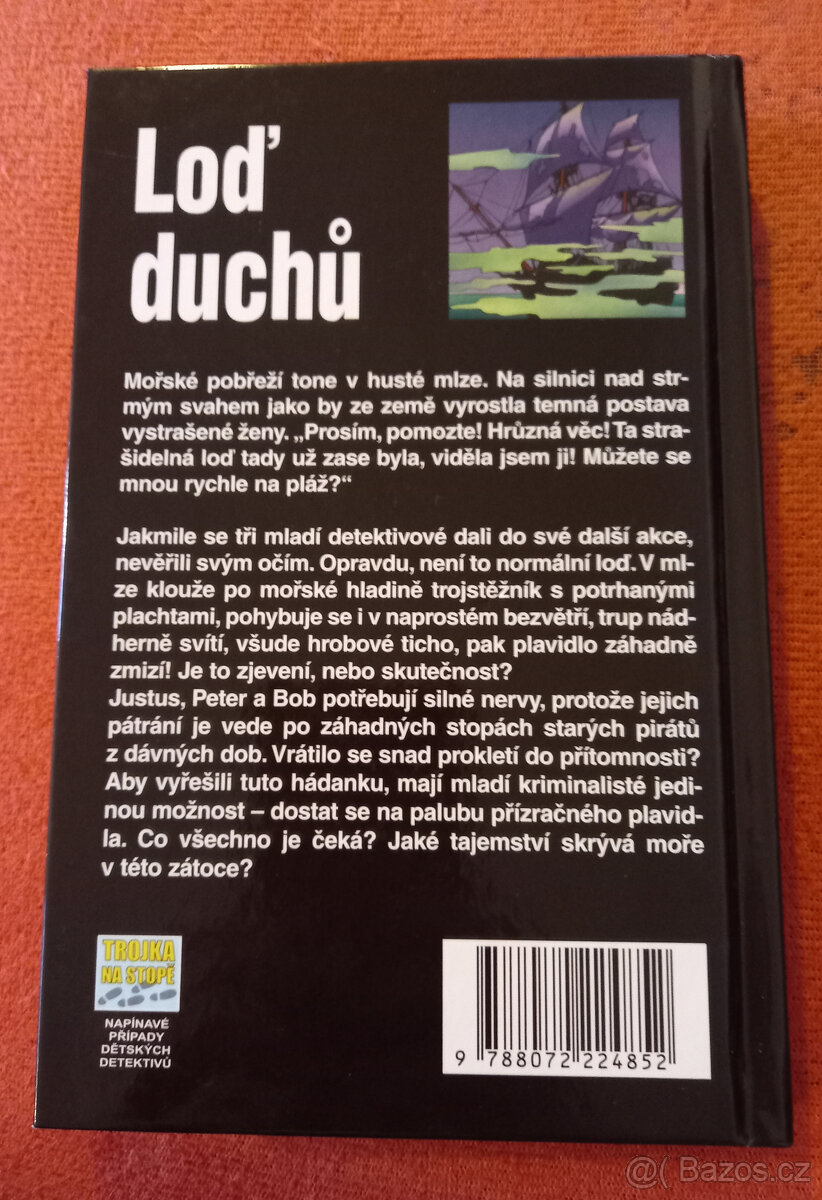 Loď
duchů
Mořské pobřeží tone v husté mlze. Na silnici nad str-
mým svahem jako by ze země vyrostla temná postava
vystrašené ženy. „Prosím, pomozte! Hrůzná věc! Ta stra-
šidelná loď tady už zase byla, viděla jsem ji! Můžete se
mnou rychle na pláž?“
Jakmile se tři mladí detektivové dali do své další akce,
nevěřili svým očím. Opravdu, není to normální loď. V ml-
ze klouže po mořské hladině trojstěžník s potrhanými
plachtami, pohybuje se i v naprostém bezvětří, trup nád-
herně svítí, všude hrobové ticho, pak plavidlo záhadně
zmizí! Je to zjevení, nebo skutečnost?
Justus, Peter a Bob potřebují silné nervy, protože jejich
pátrání je vede po záhadných stopách starých pirátů
z dávných dob. Vrátilo se snad prokletí do přítomnosti?
Aby vyřešili tuto hádanku, mají mladí kriminalisté jedi-
nou možnost – dostat se na palubu přízračného plavid-
la. Co všechno je čeká? Jaké tajemství skrývá moře
v této zátoce?
TROJKA
NA STOPĚ
NAPÍNAVÉ
PŘÍPADY
DĚTSKÝCH
DETEKTIVŮ
9 788072 224852
@( Bazos.cz